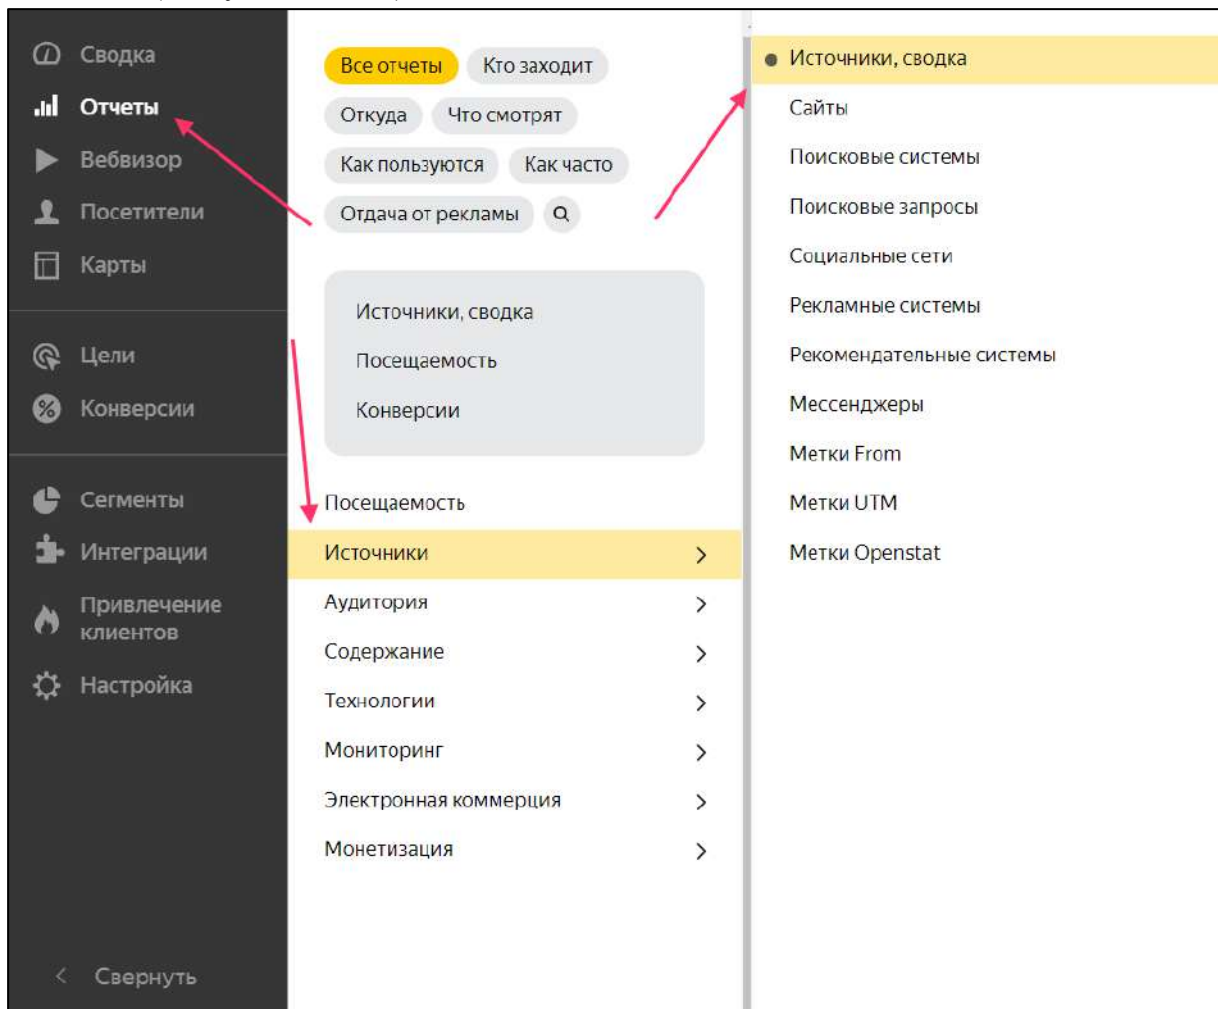 Сводка
Отчеты
Вебвизор
Посетители
Карты
Цели
Конверсии
Сегменты
Интеграции
Привлечение
клиентов
Настройка
Свернуть
Все отчеты Кто заходит
Откуда Что смотрят
Как пользуются Как часто
Отдача от рекламы
Источники, сводка
Посещаемость
Конверсии
Посещаемость
Источники
Аудитория
Содержание
Технологии
Мониторинг
Электронная коммерция
Монетизация
Источники, сводка
Сайты
Поисковые системы
Поисковые запросы
Социальные сети
Рекламные системы
Рекомендательные системы
Мессенджеры
Метки From
Метки UTM
Метки Openstat